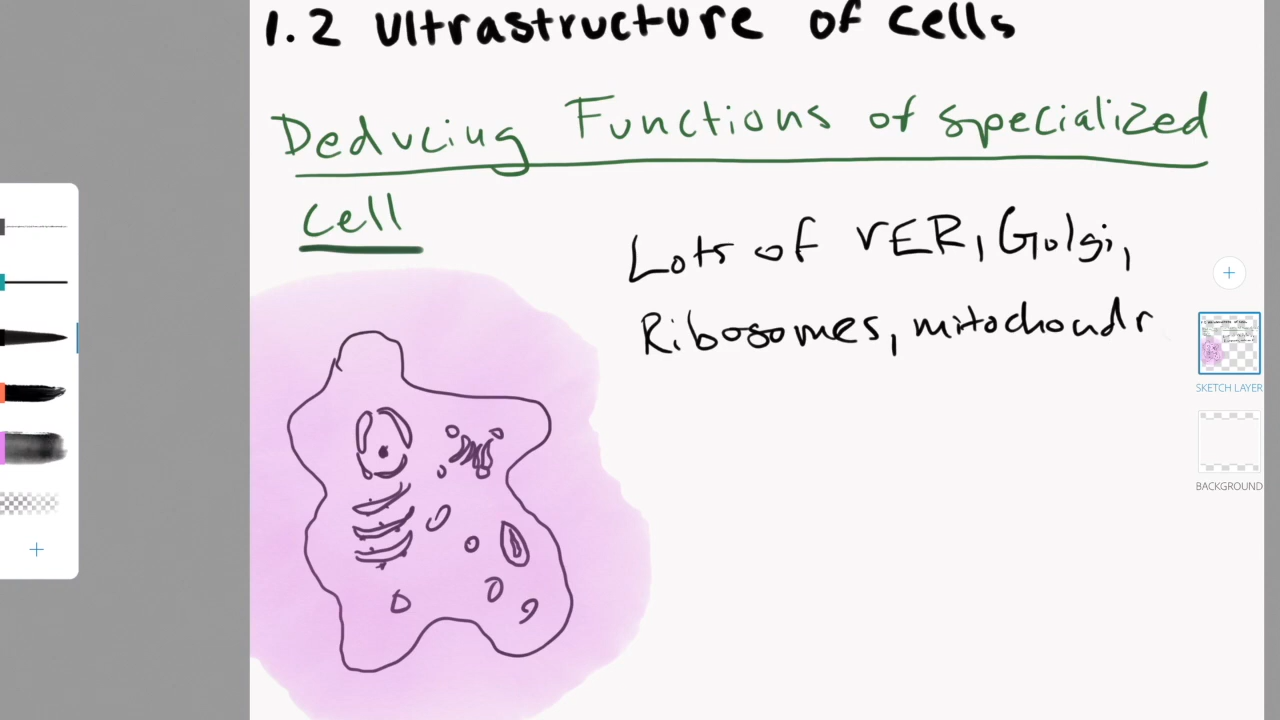 1.2 Ultrastructure of cells
Deducing Functions of specialized
cell
Lots of rER, Golgi,
Ribosomes, mitochondr
SKETCH LAYER
BACKGROUND